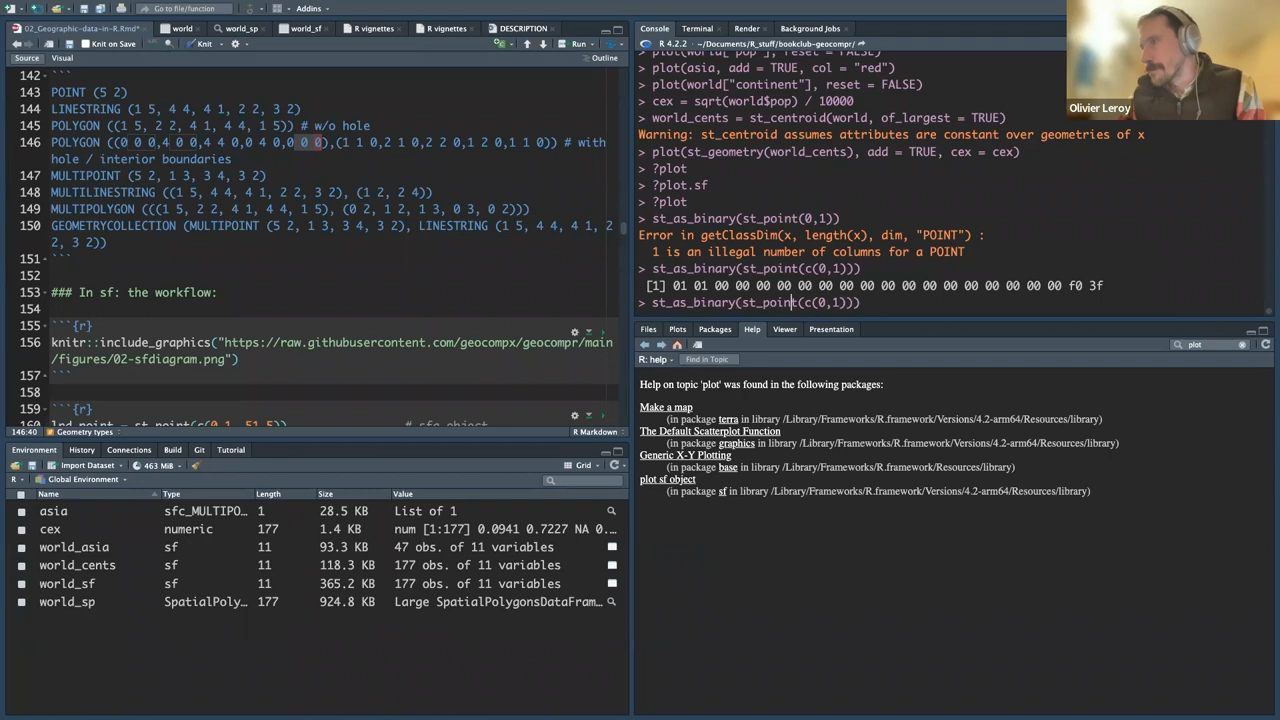 Go to file/function
Addins
02_Geographic-data-in-R.Rmd*
world
world_sp
world_sf
R vignettes
R vignettes
DESCRIPTION
Knit on Save
Knit
Run
Source
Visual
Outline
142 ```
143 POINT (5 2)
144 LINESTRING (1 5, 4 4, 4 1, 2 2, 3 2)
145 POLYGON ((1 5, 2 2, 4 1, 4 4, 1 5)) # w/o hole
146 POLYGON ((0 0 0,4 0 0,4 4 0,0 4 0,0 0 0),(1 1 0,2 1 0,2 2 0,1 2 0,1 1 0)) # with
hole / interior boundaries
147 MULTIPOINT (5 2, 1 3, 3 4, 3 2)
148 MULTILINESTRING ((1 5, 4 4, 4 1, 2 2, 3 2), (1 2, 2 4))
149 MULTIPOLYGON (((1 5, 2 2, 4 1, 4 4, 1 5), (0 2, 1 2, 1 3, 0 3, 0 2)))
150 GEOMETRYCOLLECTION (MULTIPOINT (5 2, 1 3, 3 4, 3 2), LINESTRING (1 5, 4 4, 4 1, 2
2, 3 2))
151 ```
152
153 ### In sf: the workflow:
154
155 ```{r}
156 knitr::include_graphics("https://raw.githubusercontent.com/geocompx/geocompr/main
/figures/02-sfdiagram.png")
157 ```
158
159 ```{r}
160 lnd_point = st_point(c(0.1, 51.5)) # sfg object
146:40 Geometry types
R Markdown
Environment
History
Connections
Build
Git
Tutorial
Import Dataset
463 MiB
Grid
R
Global Environment
Name Type Length Size Value
asia sfc_MULTIPO… 1 28.5 KB List of 1
cex numeric 177 1.4 KB num [1:177] 0.0941 0.7227 NA 0.…
world_asia sf 11 93.3 KB 47 obs. of 11 variables
world_cents sf 11 118.3 KB 177 obs. of 11 variables
world_sf sf 11 365.2 KB 177 obs. of 11 variables
world_sp SpatialPoly… 177 924.8 KB Large SpatialPolygonsDataFram…
Console
Terminal
Render
Background Jobs
R 4.2.2 · ~/Documents/R_stuff/bookclub-geocompr/
> plot(world["pop"], reset = FALSE)
> plot(asia, add = TRUE, col = "red")
> plot(world["continent"], reset = FALSE)
> cex = sqrt(world$pop) / 10000
> world_cents = st_centroid(world, of_largest = TRUE)
Warning: st_centroid assumes attributes are constant over geometries of x
> plot(st_geometry(world_cents), add = TRUE, cex = cex)
> ?plot
> ?plot.sf
> ?plot
> st_as_binary(st_point(0,1))
Error in getClassDim(x, length(x), dim, "POINT") :
1 is an illegal number of columns for a POINT
> st_as_binary(st_point(c(0,1)))
[1] 01 01 00 00 00 00 00 00 00 00 00 00 00 00 00 00 00 00 00 f0 3f
> st_as_binary(st_point(c(0,1)))
Olivier Leroy
Files
Plots
Packages
Help
Viewer
Presentation
plot
R: help
Find in Topic
Help on topic 'plot' was found in the following packages:
Make a map
(in package terra in library /Library/Frameworks/R.framework/Versions/4.2-arm64/Resources/library)
The Default Scatterplot Function
(in package graphics in library /Library/Frameworks/R.framework/Versions/4.2-arm64/Resources/library)
Generic X-Y Plotting
(in package base in library /Library/Frameworks/R.framework/Resources/library)
plot sf object
(in package sf in library /Library/Frameworks/R.framework/Versions/4.2-arm64/Resources/library)